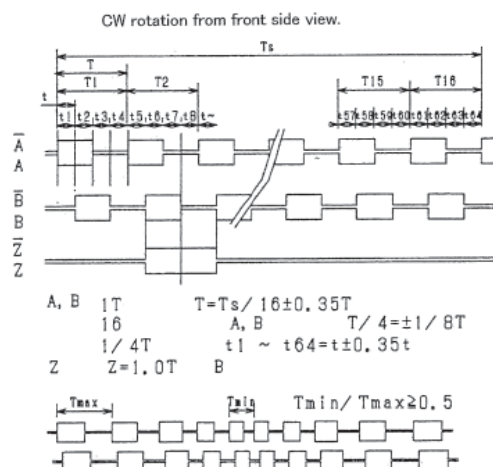 CW rotation from front side view.
Ts
T
T1 T2 T15 T16
t
t1 t2 t3 t4 t5 t6 t7 t8 t~ t57 t58 t59 t60 t61 t62 t63 t64
A̅
A
B̅
B
Z̅
Z
A, B 1T T=Ts/16±0.35T
16 A, B T/4=±1/8T
1/4T t1 ~ t64=t±0.35t
Z Z=1.0T B
Tmax Tmin Tmin/Tmax≧0.5